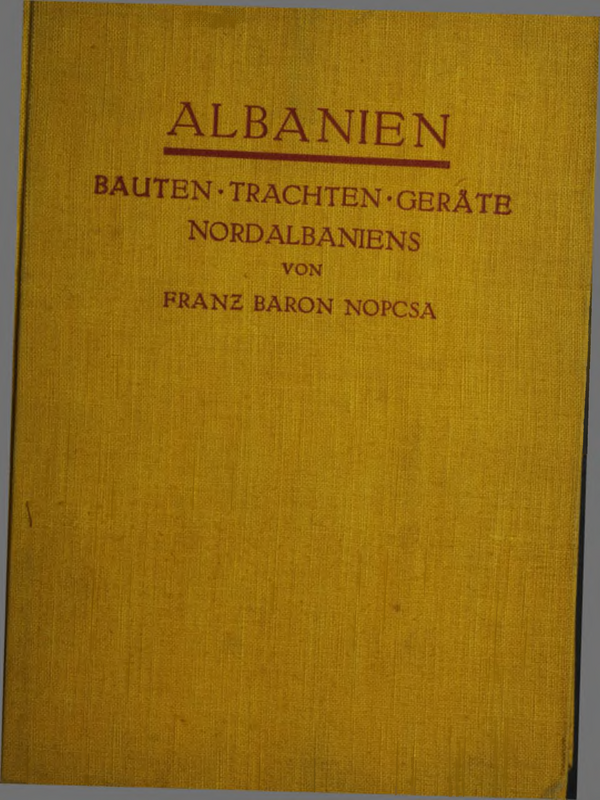 ALBANIEN
BAUTEN · TRACHTEN · GERÄTE
NORDALBANIENS
VON
FRANZ BARON NOPCSA